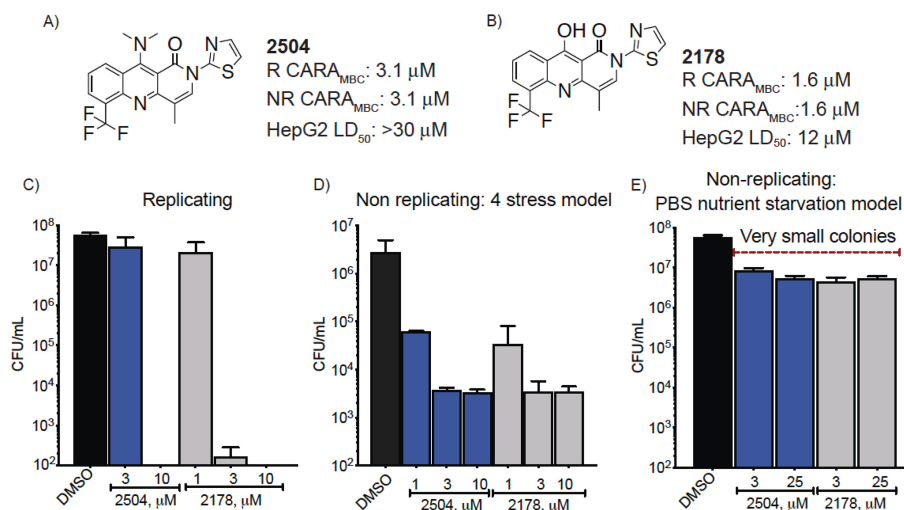 A)
N
O
N
N
S
N
N
F
F
F
2504
R CARA_MBC: 3.1 μM
NR CARA_MBC: 3.1 μM
HepG2 LD_50: >30 μM
B)
OH
O
N
N
S
N
F
F
F
2178
R CARA_MBC: 1.6 μM
NR CARA_MBC:1.6 μM
HepG2 LD_50: 12 μM
C)
Replicating
CFU/mL
10^8
10^7
10^6
10^5
10^4
10^3
10^2
DMSO
3 10 1 3 10
2504, μM 2178, μM
D)
Non replicating: 4 stress model
CFU/mL
10^7
10^6
10^5
10^4
10^3
10^2
DMSO
1 3 10 1 3 10
2504, μM 2178, μM
E)
Non-replicating:
PBS nutrient starvation model
Very small colonies
CFU/mL
10^8
10^7
10^6
10^5
10^4
10^3
10^2
DMSO
3 25 3 25
2504, μM 2178, μM